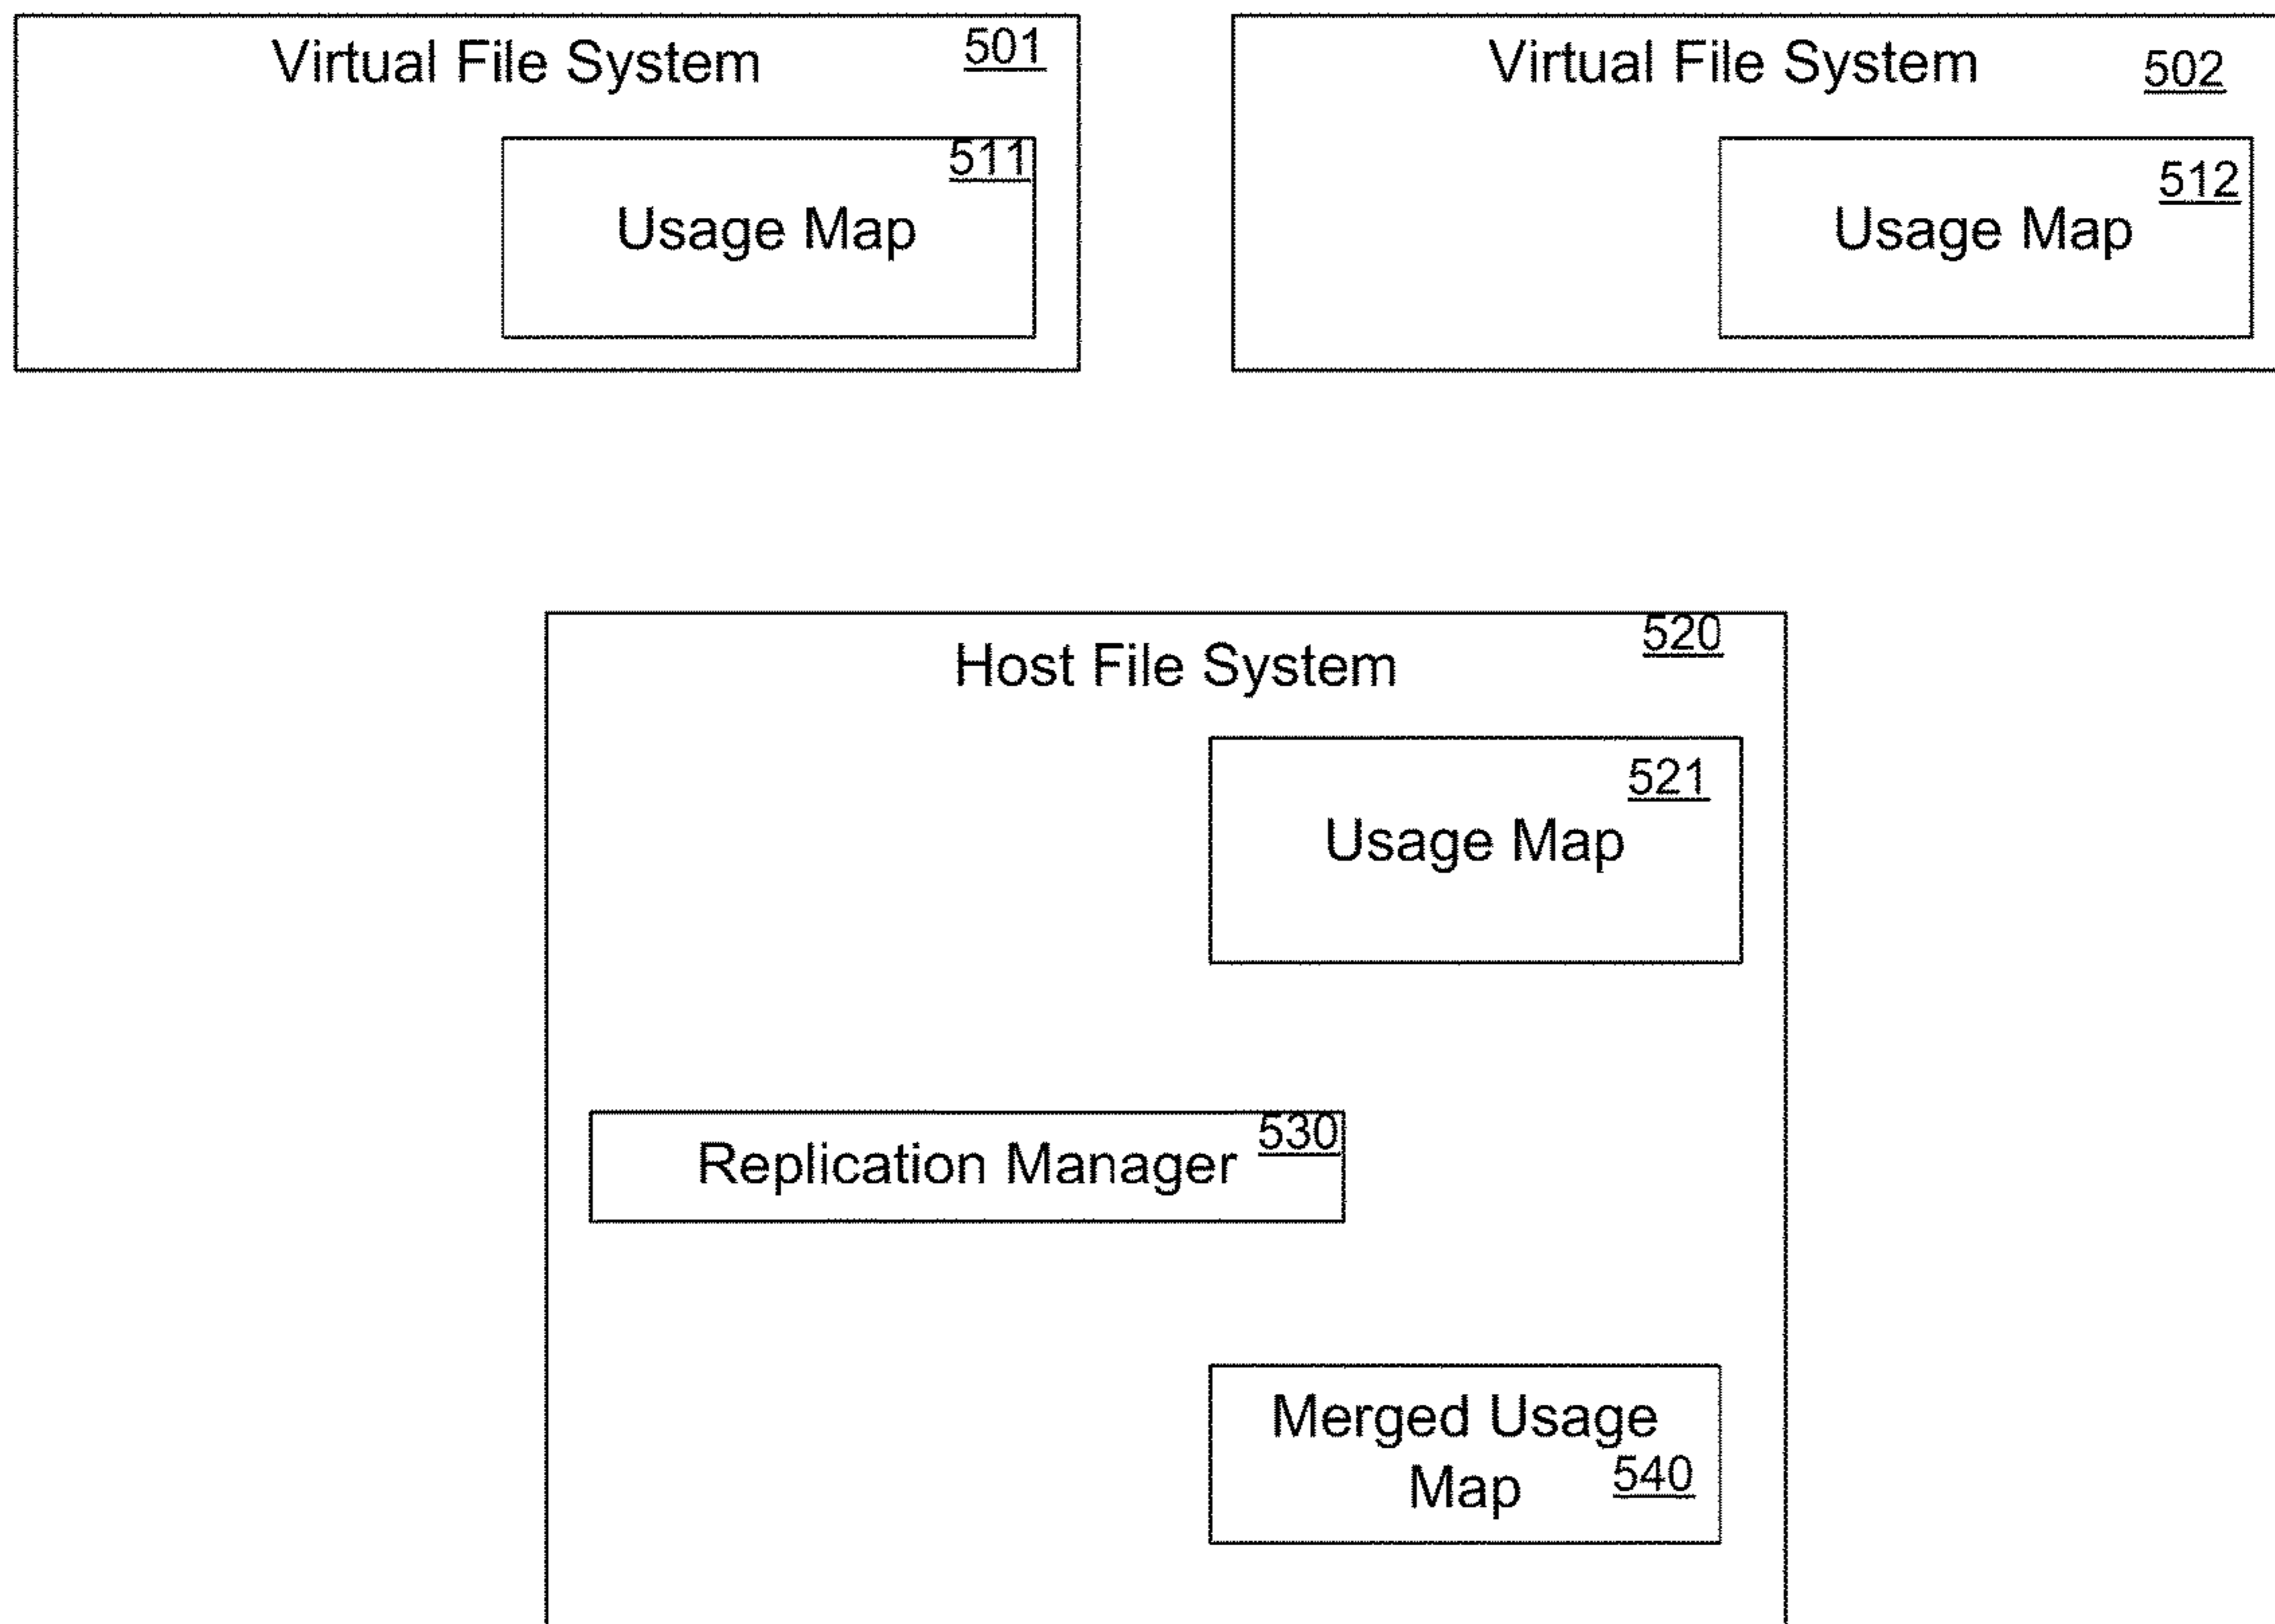 Virtual File System 501
511
Usage Map
Virtual File System 502
512
Usage Map
520
Host File System
521
Usage Map
530
Replication Manager
Merged Usage
Map 540